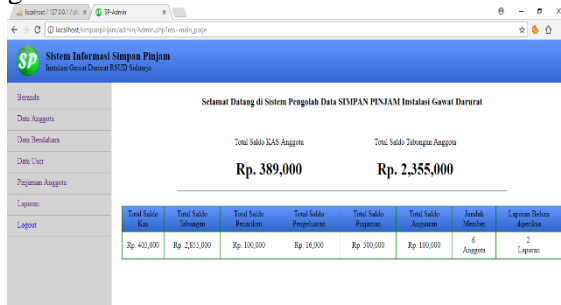 g
localhost / 127.0.0.1 / si
SP-Admin
localhost/simpanpinjam/admin/Admin.php?res=main_page
SP
Sistem Informasi Simpan Pinjam
Instalasi Gawat Darurat RSUD Sidoarjo
Beranda
Data Anggota
Data Bendahara
Data User
Pinjaman Anggota
Laporan
Logout
Selamat Datang di Sistem Pengolah Data SIMPAN PINJAM Instalasi Gawat Darurat
Total Saldo KAS Anggota
Total Saldo Tabungan Anggota
Rp. 389,000
Rp. 2,355,000
Total Saldo Kas
Total Saldo Tabungan
Total Saldo Penarikan
Total Saldo Pengeluaran
Total Saldo Pinjaman
Total Saldo Angsuran
Jumlah Member
Laporan Belum diperiksa
Rp. 405,000
Rp. 2,855,000
Rp. 100,000
Rp. 16,000
Rp. 500,000
Rp. 100,000
6 Anggota
2 Laporan